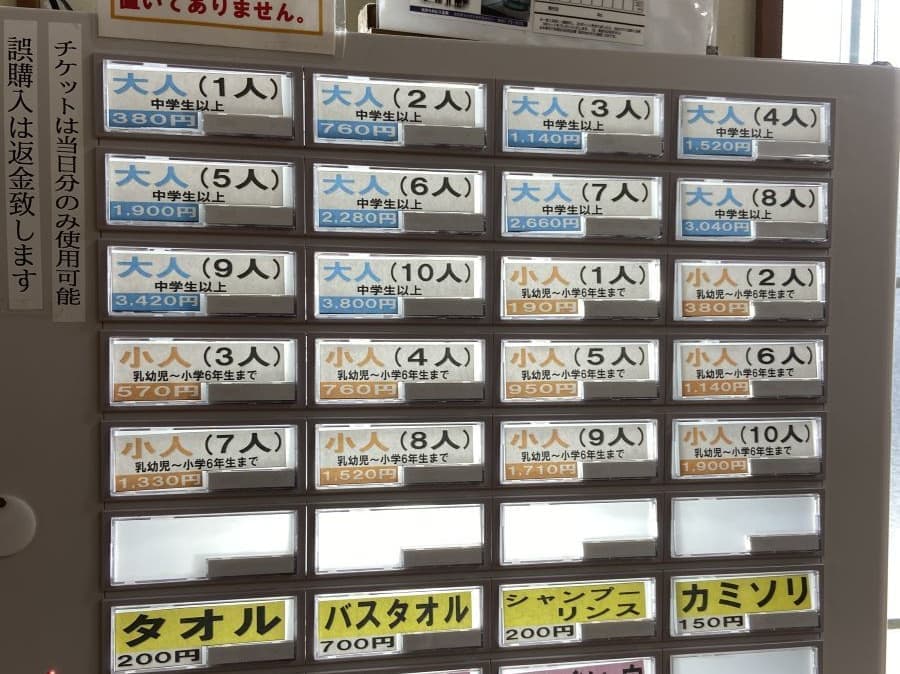 置いてありません。
チケットは当日分のみ使用可能
誤購入は返金致します
大人(1人)
中学生以上
380円
大人(2人)
中学生以上
760円
大人(3人)
中学生以上
1.140円
大人(4人)
中学生以上
1.520円
大人(5人)
中学生以上
1.900円
大人(6人)
中学生以上
2.280円
大人(7人)
中学生以上
2.660円
大人(8人)
中学生以上
3.040円
大人(9人)
中学生以上
3.420円
大人(10人)
中学生以上
3.800円
小人(1人)
乳幼児～小学6年生まで
190円
小人(2人)
乳幼児～小学6年生まで
380円
小人(3人)
乳幼児～小学6年生まで
570円
小人(4人)
乳幼児～小学6年生まで
760円
小人(5人)
乳幼児～小学6年生まで
950円
小人(6人)
乳幼児～小学6年生まで
1.140円
小人(7人)
乳幼児～小学6年生まで
1.330円
小人(8人)
乳幼児～小学6年生まで
1.520円
小人(9人)
乳幼児～小学6年生まで
1.710円
小人(10人)
乳幼児～小学6年生まで
1.900円
タオル
200円
バスタオル
700円
シャンプー
リンス
200円
カミソリ
150円